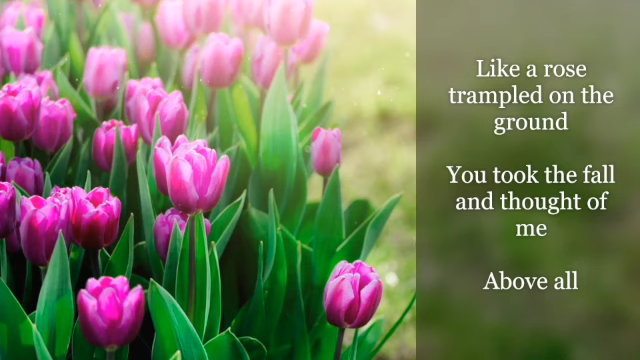 Like a rose
trampled on the
ground
You took the fall
and thought of
me
Above all